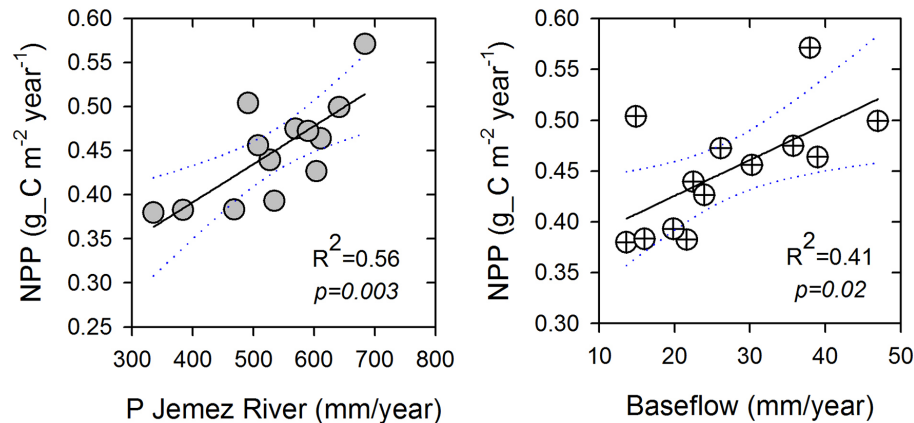 0.60
0.55
0.50
0.45
0.40
0.35
0.30
0.25
NPP (g_C m-2 year-1)
R2=0.56
p=0.003
300 400 500 600 700 800
P Jemez River (mm/year)
0.60
0.55
0.50
0.45
0.40
0.35
0.30
NPP (g_C m-2 year-1)
R2=0.41
p=0.02
10 20 30 40 50
Baseflow (mm/year)